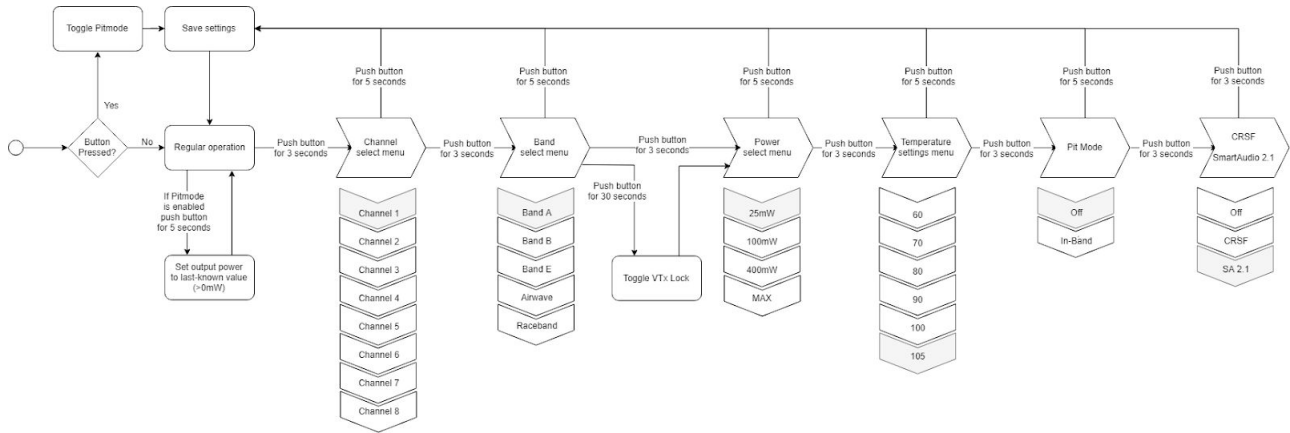 Toggle Pitmode
Save settings
Push button
for 5 seconds
Push button
for 5 seconds
Push button
for 5 seconds
Push button
for 5 seconds
Push button
for 5 seconds
Push button
for 3 seconds
Yes
Button
Pressed?
No
Regular operation
Push button
for 3 seconds
Channel
select menu
Push button
for 3 seconds
Band
select menu
Push button
for 3 seconds
Power
select menu
Push button
for 3 seconds
Temperature
settings menu
Push button
for 3 seconds
Pit Mode
Push button
for 3 seconds
CRSF
SmartAudio 2.1
If Pitmode
is enabled
push button
for 5 seconds
Set output power
to last-known value
(>0mW)
Channel 1
Channel 2
Channel 3
Channel 4
Channel 5
Channel 6
Channel 7
Channel 8
Band A
Band B
Band E
Airwave
Raceband
Push button
for 30 seconds
Toggle VTx Lock
25mW
100mW
400mW
MAX
60
70
80
90
100
105
Off
In-Band
Off
CRSF
SA 2.1